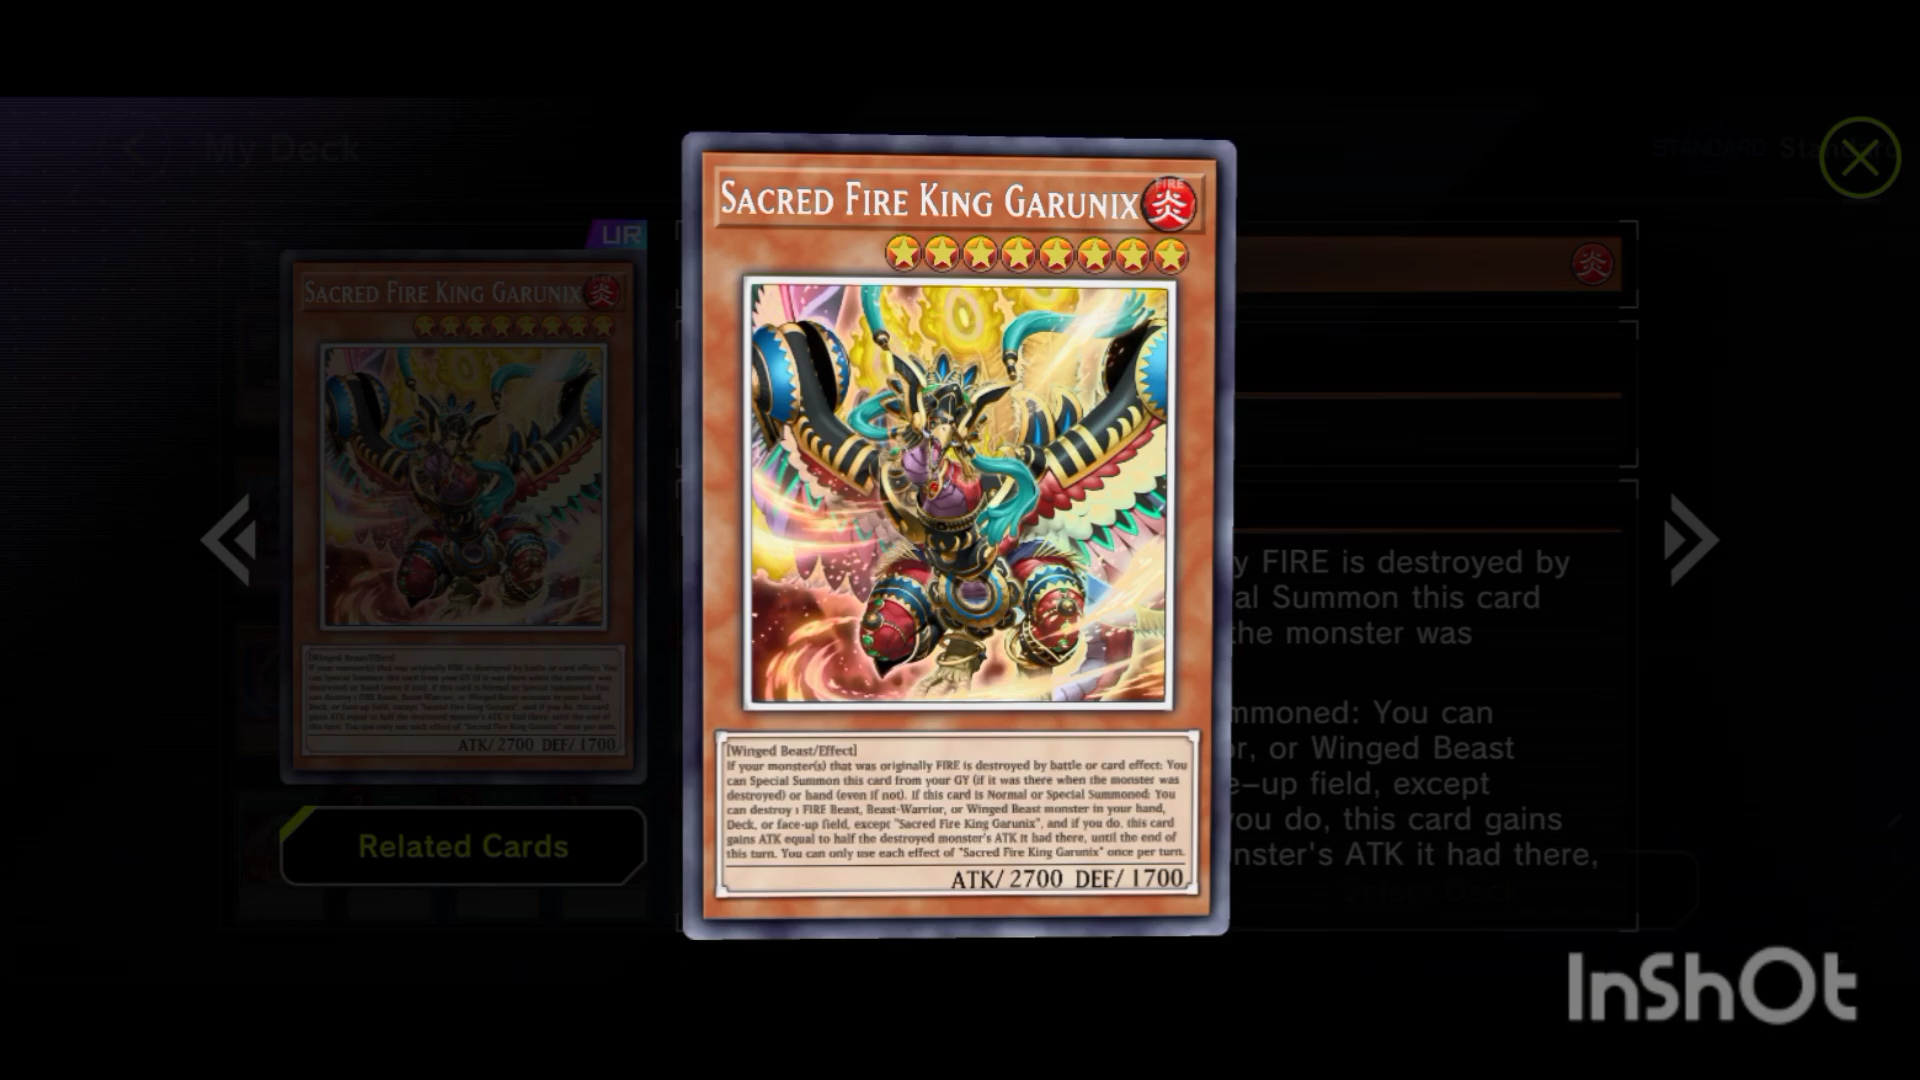 My Deck
STANDARD
UR
SACRED FIRE KING GARUNIX
炎
ATK/2700 DEF/1700
Related Cards
SACRED FIRE KING GARUNIX
FIRE
炎
[Winged Beast/Effect]
If your monster(s) that was originally FIRE is destroyed by battle or card effect: You
can Special Summon this card from your GY (if it was there when the monster was
destroyed) or hand (even if not). If this card is Normal or Special Summoned: You
can destroy 1 FIRE Beast, Beast-Warrior, or Winged Beast monster in your hand,
Deck, or face-up field, except "Sacred Fire King Garunix", and if you do, this card
gains ATK equal to half the destroyed monster's ATK it had there, until the end of
this turn. You can only use each effect of "Sacred Fire King Garunix" once per turn.
ATK/2700 DEF/1700
炎
y FIRE is destroyed by
al Summon this card
the monster was
mmoned: You can
r, or Winged Beast
e-up field, except
you do, this card gains
nster's ATK it had there,
InShOt